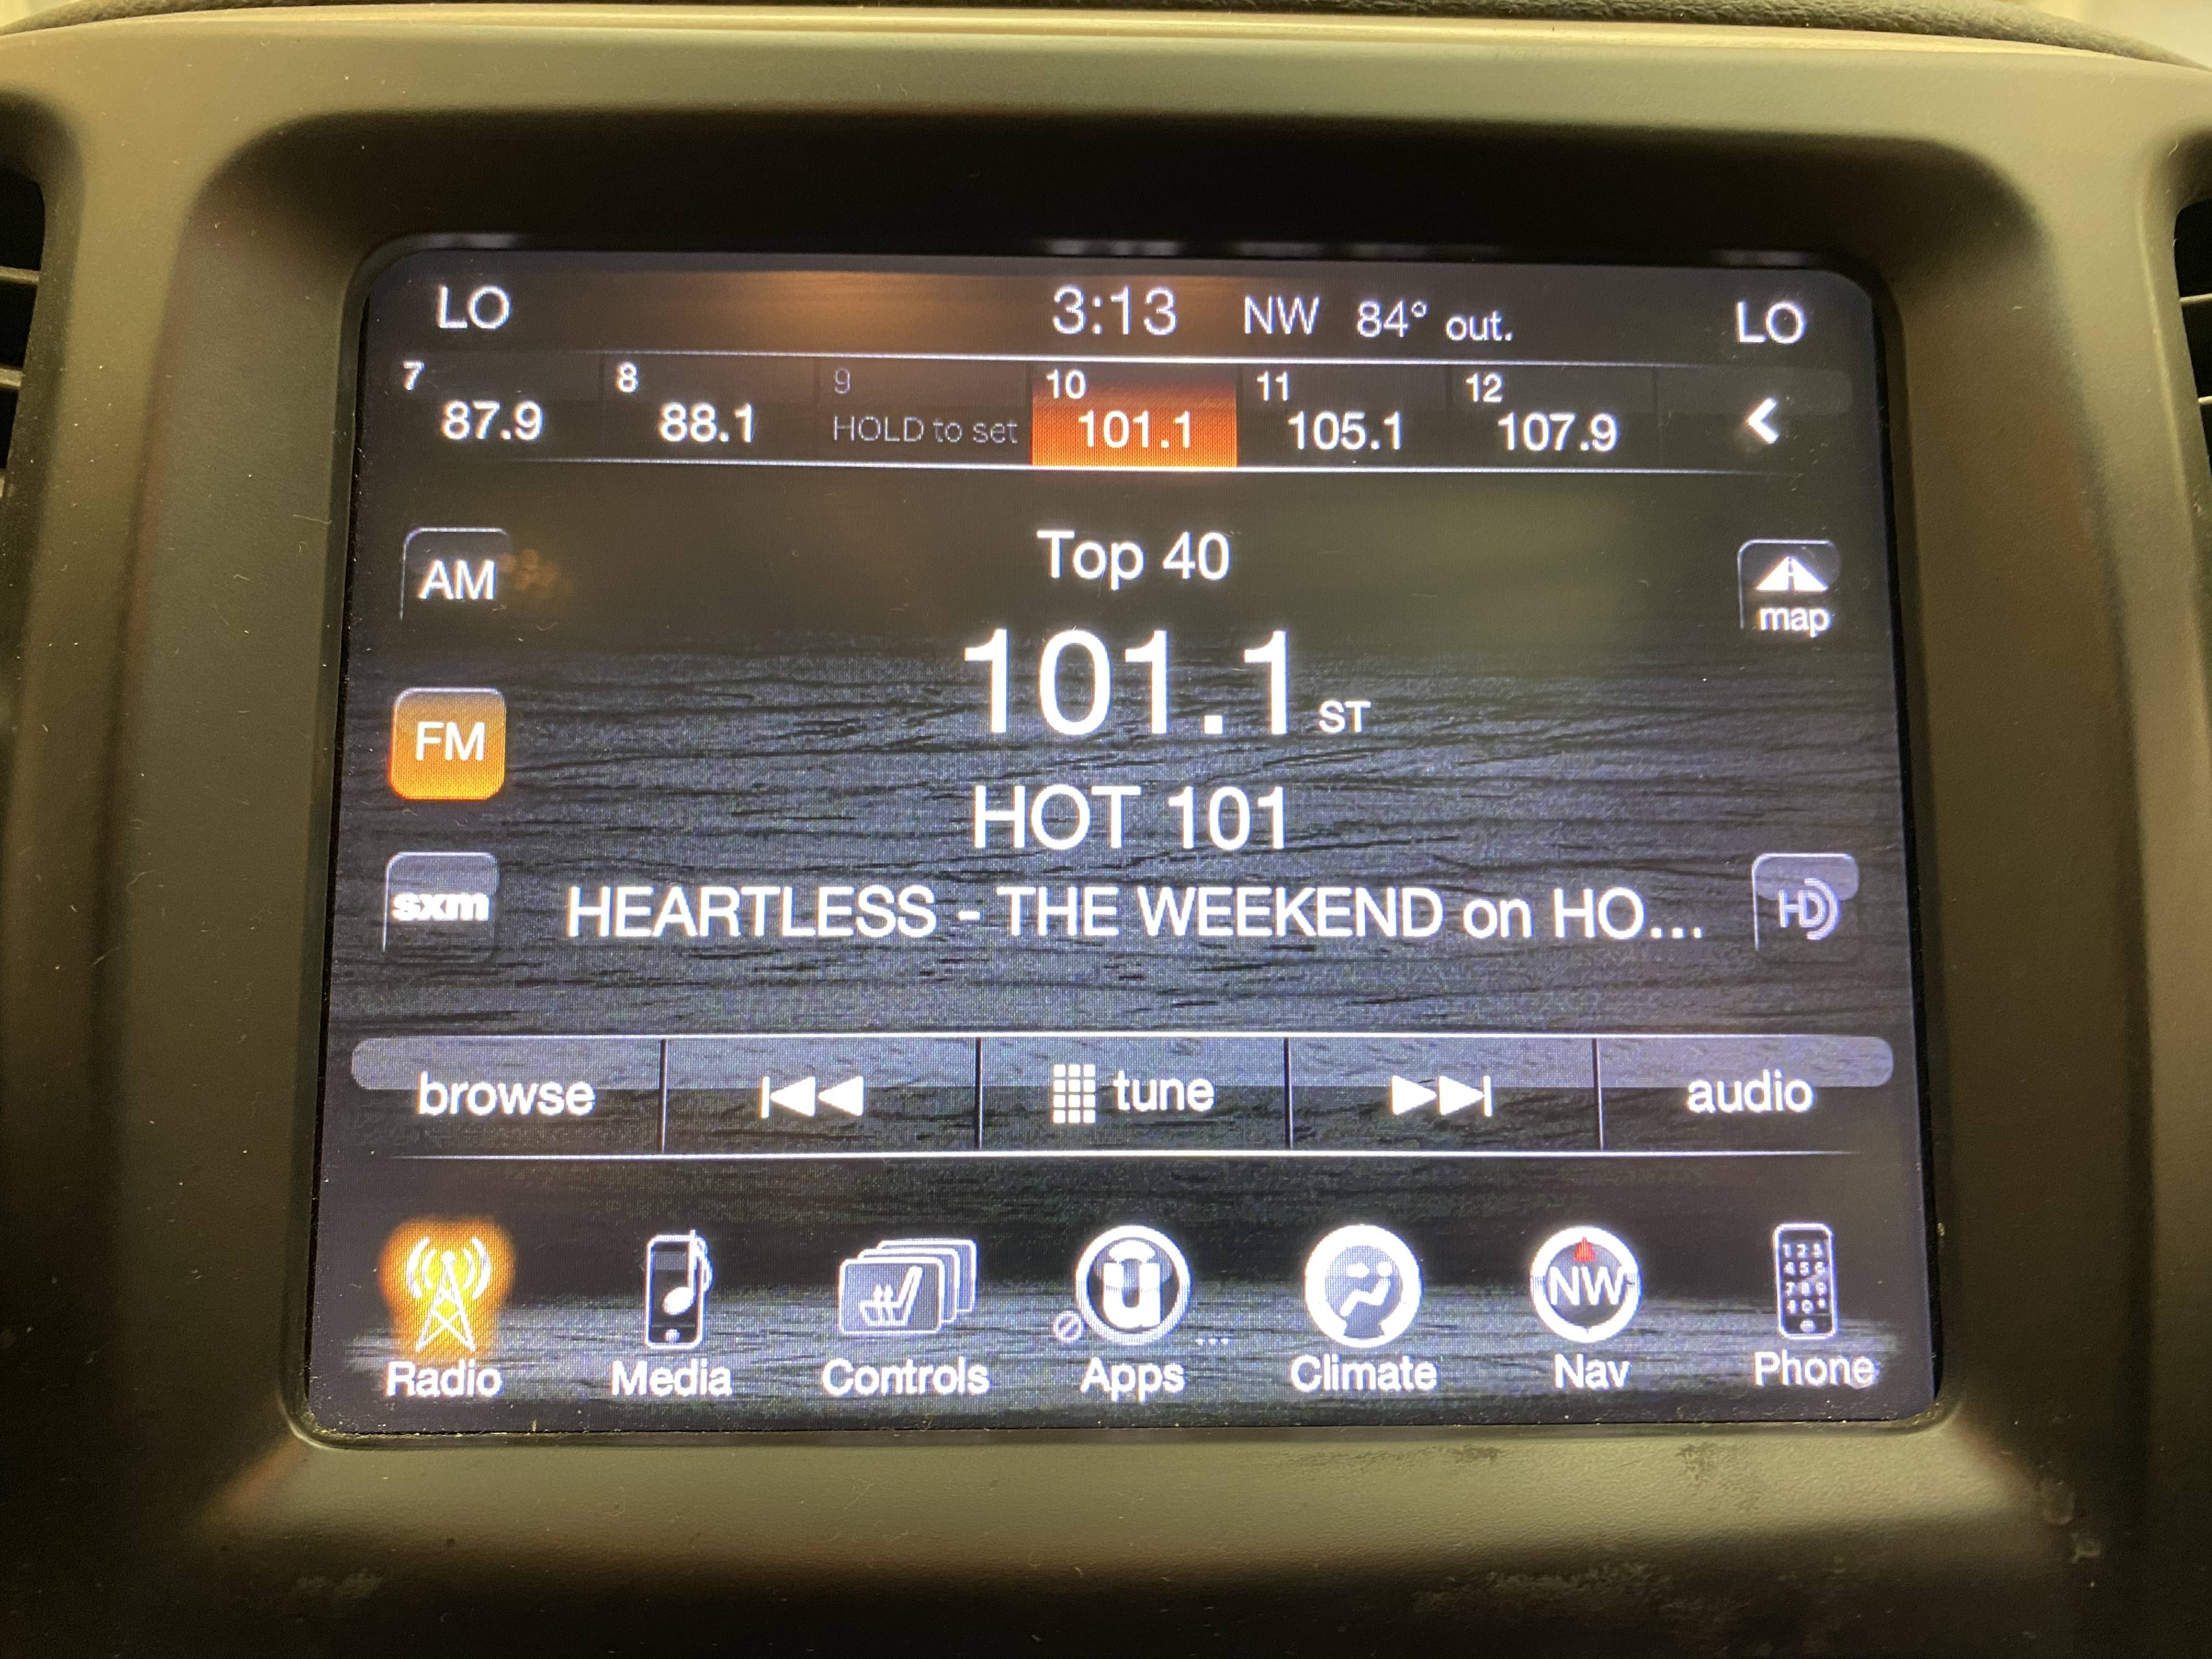 LO 3:13 NW 84° out. LO
7 8 9 10 11 12
87.9 88.1 HOLD to set 101.1 105.1 107.9
AM
Top 40
map
101.1 ST
FM
HOT 101
sxm HEARTLESS - THE WEEKEND on HO... HD
browse tune audio
U ... NW
Radio Media Controls Apps Climate Nav Phone